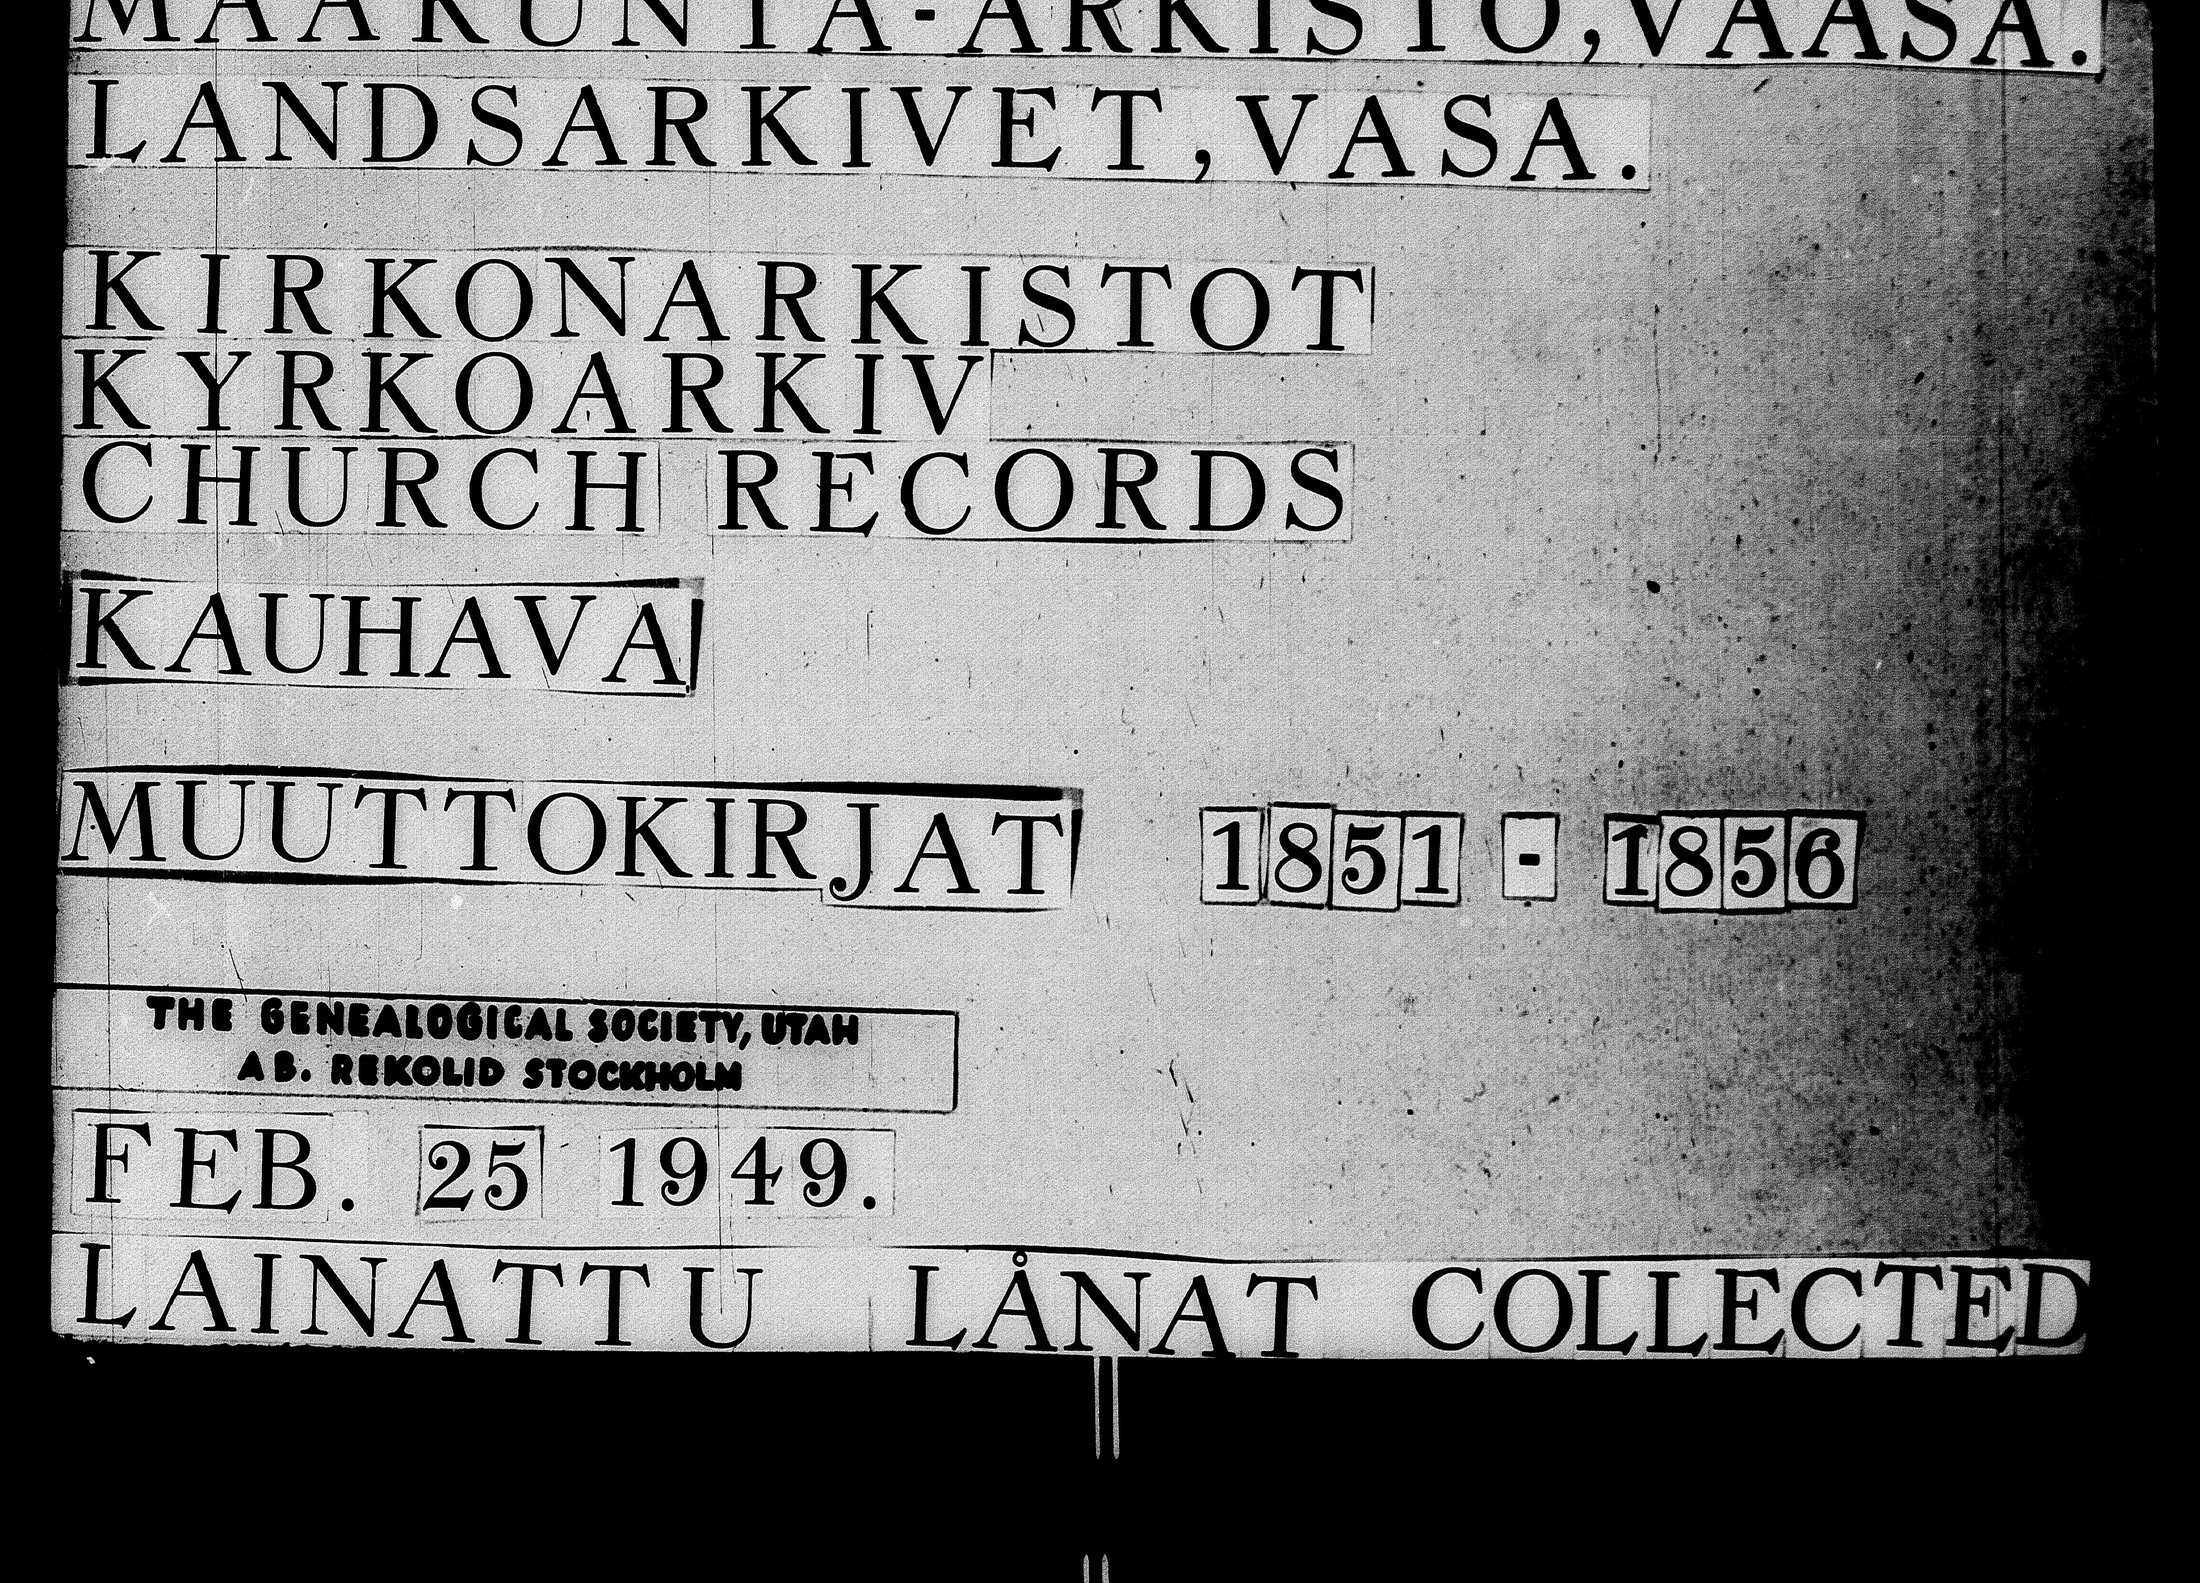 MAAKUNTA-ARKISTO, VAASA.
LANDSARKIVET, VASA.
KIRKONARKISTOT
KYRKOARKIV
CHURCH RECORDS
KAUHAVA
MUUTTOKIRJAT 1851 - 1856
THE GENEALOGICAL SOCIETY, UTAH
AB. REKOLID STOCKHOLM
FEB. 25 1949.
LAINATTU LÅNAT COLLECTED